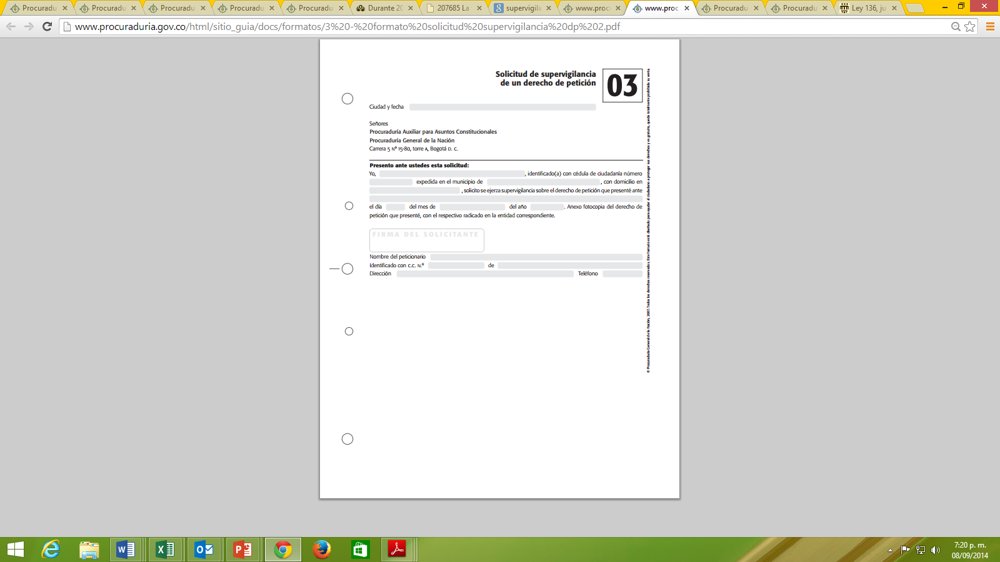 Procuradu
Procuradu
Procuradu
Procuradu
Procuradu
Durante 20
207685 La
supervigila
www.proc
www.proc
Procuradu
Procuradu
Ley 136, ju
www.procuraduria.gov.co/html/sitio_guia/docs/formatos/3%20-%20formato%20solicitud%20supervigilancia%20dp%202.pdf
Solicitud de supervigilancia
de un derecho de petición
03
Ciudad y fecha
Señores
Procuraduría Auxiliar para Asuntos Constitucionales
Procuraduría General de la Nación
Carrera 5 Nº 15-80, torre A, Bogotá D. C.
Presento ante ustedes esta solicitud:
Yo, , identificado(a) con cédula de ciudadanía número
expedida en el municipio de , con domicilio en
, solicito se ejerza supervigilancia sobre el derecho de petición que presenté ante
el día del mes de del año . Anexo fotocopia del derecho de
petición que presenté, con el respectivo radicado en la entidad correspondiente.
FIRMA DEL SOLICITANTE
Nombre del peticionario
Identificado con C.C. N.º de
Dirección Teléfono
© Procuraduría General de la Nación, 2007. Todos los derechos reservados. Este formato está diseñado para ayudar al ciudadano a proteger sus derechos y es gratuito, queda totalmente prohibida su venta
7:20 p. m.
08/09/2014